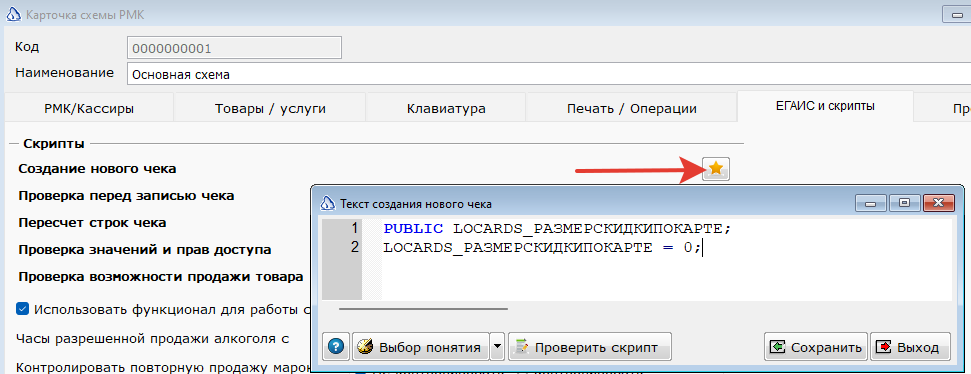 Карточка схемы РМК
Код
0000000001
Наименование
Основная схема
РМК/Кассиры
Товары / услуги
Клавиатура
Печать / Операции
ЕГАИС и скрипты
Скрипты
Создание нового чека
Проверка перед записью чека
Пересчет строк чека
Проверка значений и прав доступа
Проверка возможности продажи товара
Использовать функционал для работы с
Часы разрешенной продажи алкоголя с
Контролировать повторную продажу
Текст создания нового чека
1 PUBLIC LOCARDS_РАЗМЕРСКИДКИПОКАРТЕ;
2 LOCARDS_РАЗМЕРСКИДКИПОКАРТЕ = 0;
Выбор понятия
Проверить скрипт
Сохранить
Выход